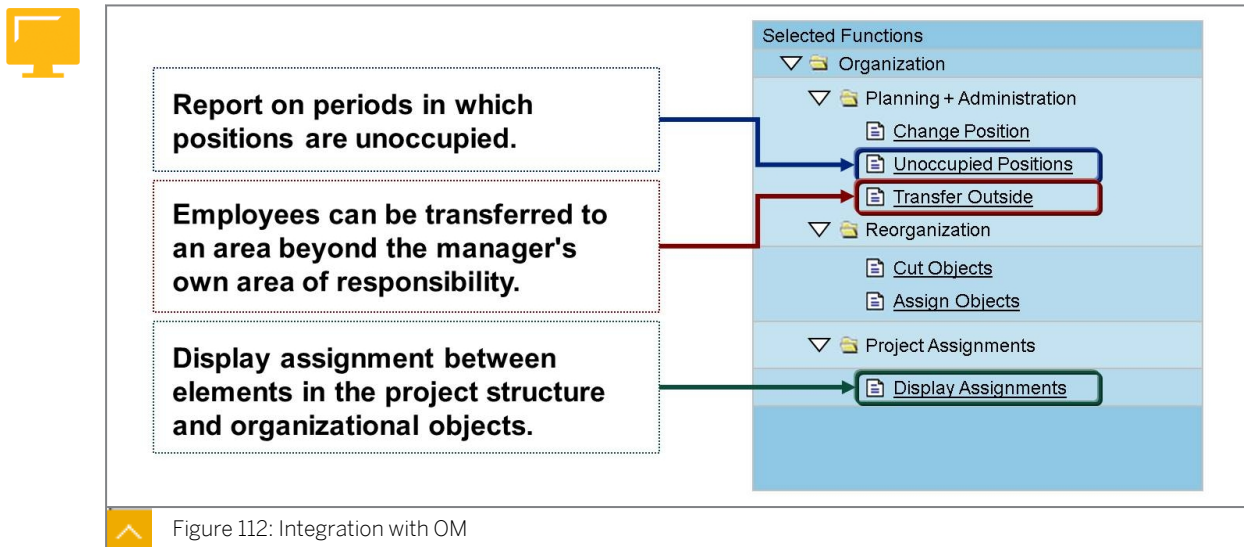 Selected Functions
Organization
Report on periods in which
positions are unoccupied.
Planning + Administration
Change Position
Unoccupied Positions
Employees can be transferred to
an area beyond the manager's
own area of responsibility.
Transfer Outside
Reorganization
Cut Objects
Assign Objects
Display assignment between
elements in the project structure
and organizational objects.
Project Assignments
Display Assignments
Figure 112: Integration with OM